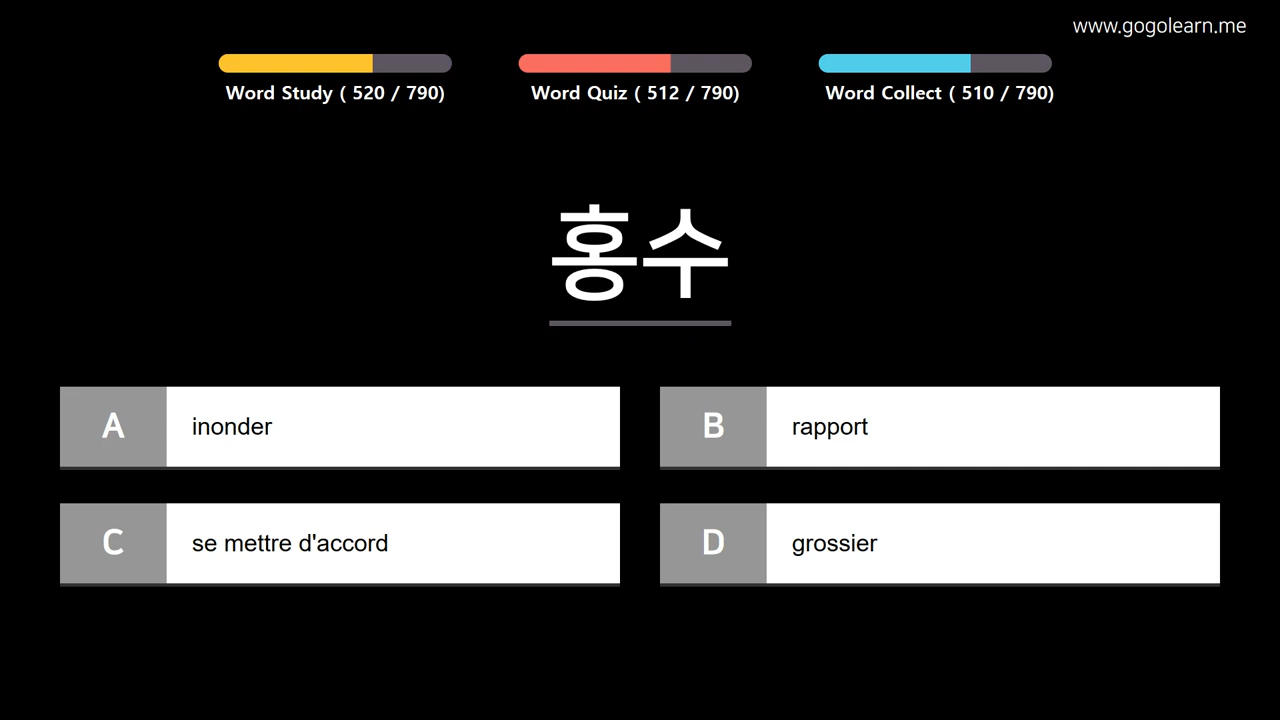 www.gogolearn.me
Word Study ( 520 / 790)
Word Quiz ( 512 / 790)
Word Collect ( 510 / 790)
홍수
A inonder
B rapport
C se mettre d'accord
D grossier